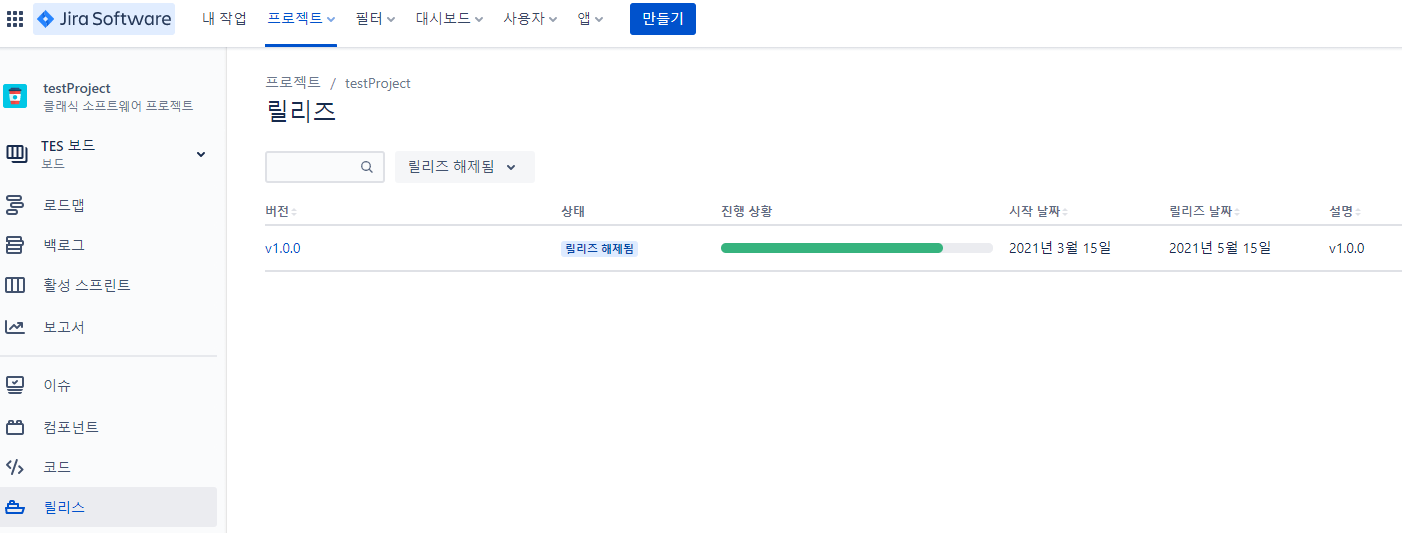 Jira Software 내 작업 프로젝트 필터 대시보드 사용자 앱 만들기
testProject
클래식 소프트웨어 프로젝트
TES 보드
보드
로드맵
백로그
활성 스프린트
보고서
이슈
컴포넌트
코드
릴리스
프로젝트 / testProject
릴리즈
릴리즈 해제됨
버전 상태 진행 상황 시작 날짜 릴리즈 날짜 설명
v1.0.0 릴리즈 해제됨 2021년 3월 15일 2021년 5월 15일 v1.0.0